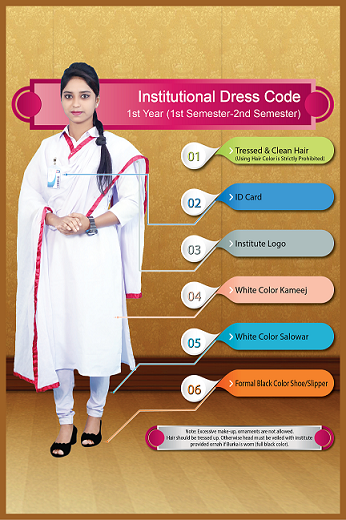 Institutional Dress Code
1st Year (1st Semester-2nd Semester)
01
Tressed & Clean Hair
(Using Hair Color is Strictly Prohibited)
02
ID Card
03
Institute Logo
04
White Color Kameej
05
White Color Salowar
06
Formal Black Color Shoe/Slipper
Note: Excessive make-up, ornaments are not allowed.
Hair should be tressed up. Otherwise head must be veiled with institute
provided ornah if Burka is worn (full black color).